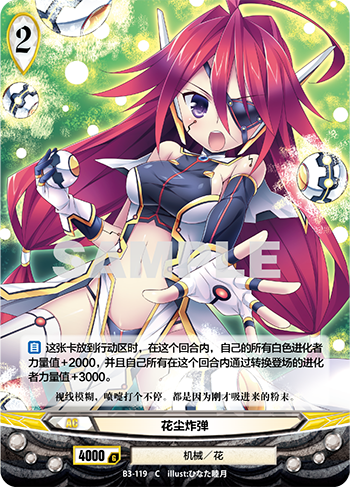 2
SAMPLE
自 这张卡放到行动区时，在这个回合内，自己的所有白色进化者
力量值+2000，并且自己所有在这个回合内通过转换登场的进化
者力量值+3000。
视线模糊、喷嚏打个不停。都是因为刚才吸进来的粉末。
花尘炸弹
4000 6
机械／花
B3-119 C illust:ひなた睦月